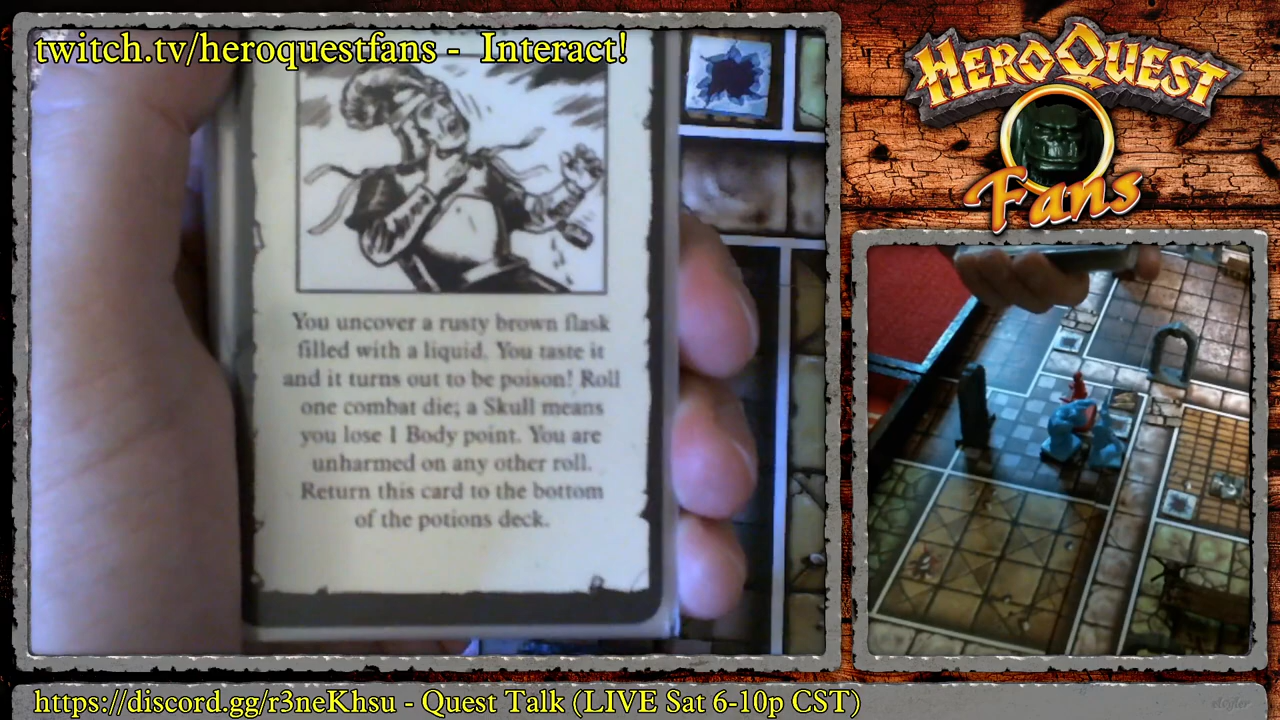 twitch.tv/heroquestfans - Interact!
HEROQUEST
Fans
You uncover a rusty brown flask
filled with a liquid. You taste it
and it turns out to be poison! Roll
one combat die; a Skull means
you lose 1 Body point. You are
unharmed on any other roll.
Return this card to the bottom
of the potions deck.
https://discord.gg/r3neKhsu - Quest Talk (LIVE Sat 6-10p CST)